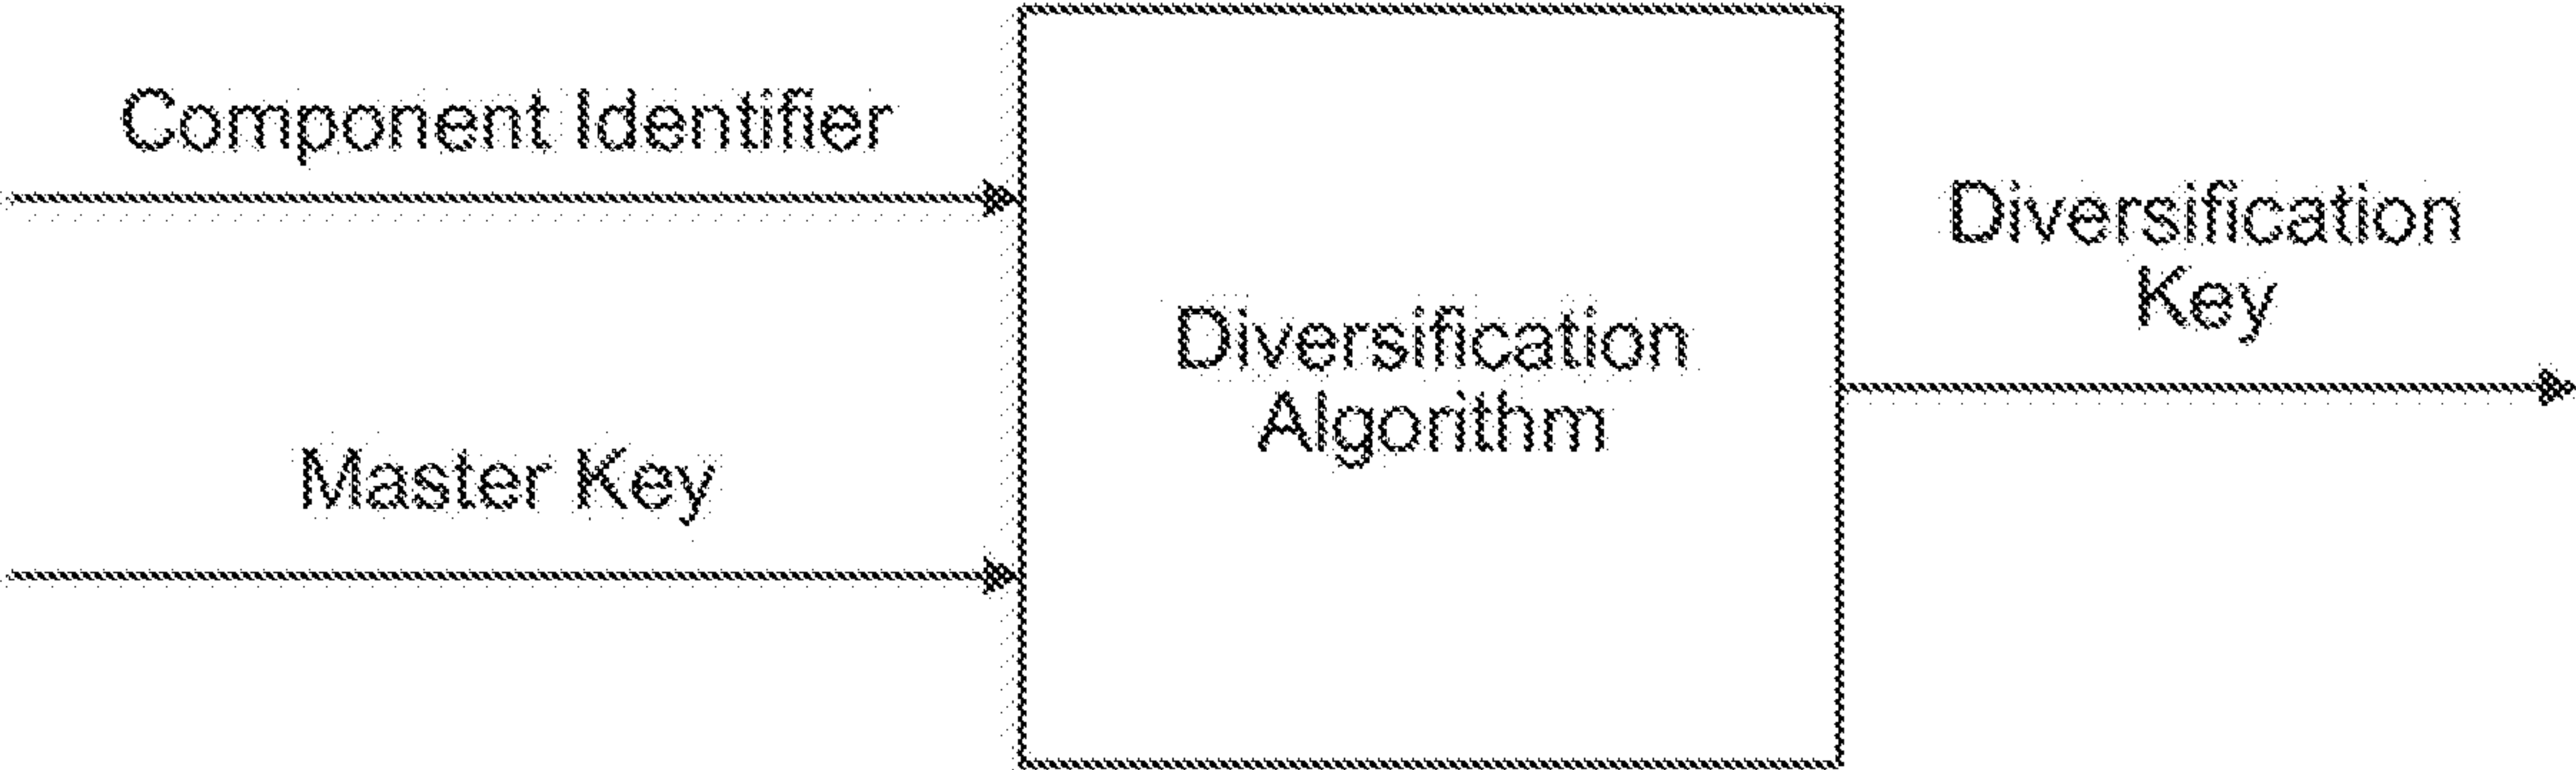 Component Identifier
Master Key
Diversification
Algorithm
Diversification
Key